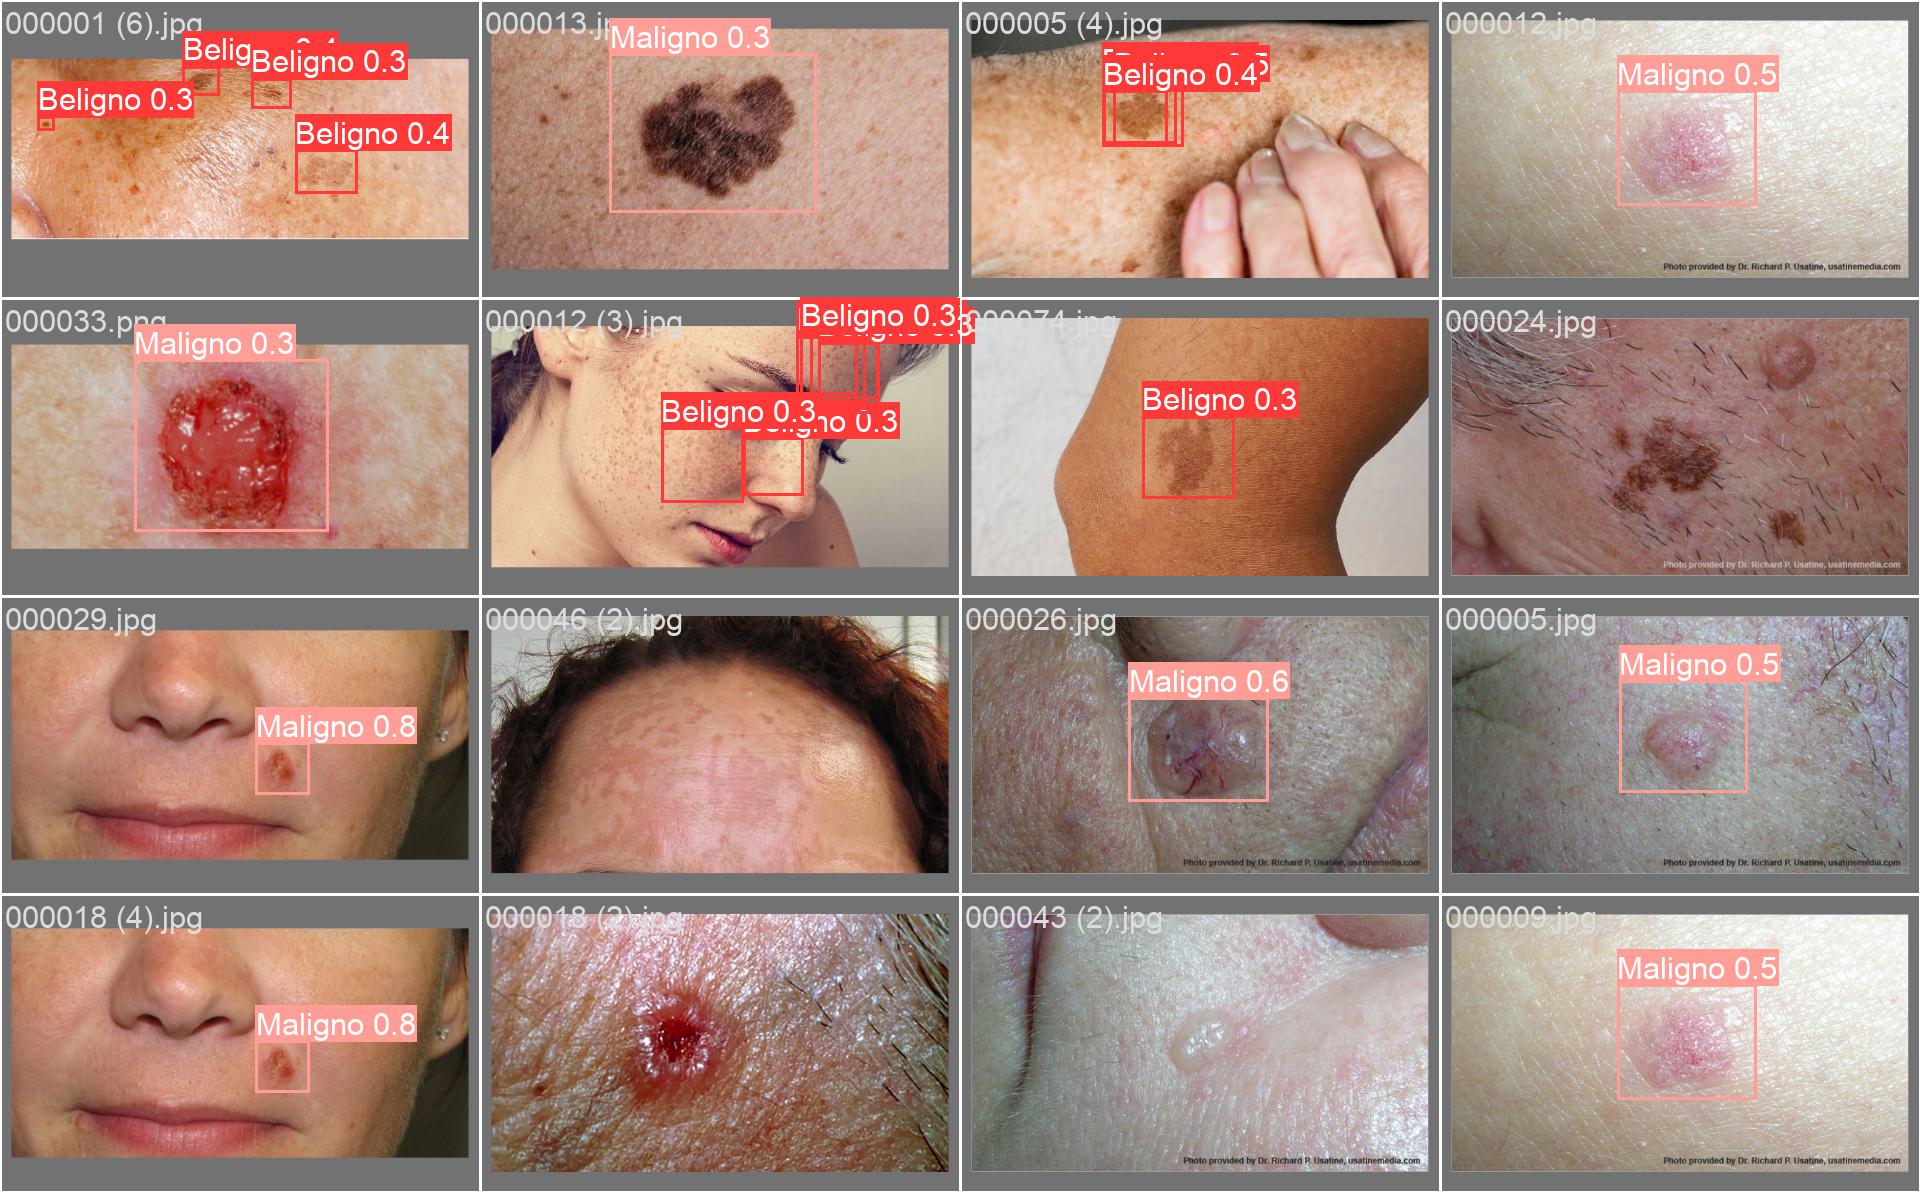 000001 (6).jpg
Belig
Beligno 0.3
Beligno 0.3
Beligno 0.4
000013.j
Maligno 0.3
000005 (4).jpg
Beligno 0.4
000012.jpg
Maligno 0.5
Photo provided by Dr. Richard P. Usatine, usatinemedia.com
000033.png
Maligno 0.3
000012 (3).jpg
Beligno 0.3
Beligno 0.3
no 0.3
000074.jpg
Beligno 0.3
000024.jpg
Photo provided by Dr. Richard P. Usatine, usatinemedia.com
000029.jpg
Maligno 0.8
000046 (2).jpg
000026.jpg
Maligno 0.6
Photo provided by Dr. Richard P. Usatine, usatinemedia.com
000005.jpg
Maligno 0.5
Photo provided by Dr. Richard P. Usatine, usatinemedia.com
000018 (4).jpg
Maligno 0.8
000018 (2).jpg
000043 (2).jpg
Photo provided by Dr. Richard P. Usatine, usatinemedia.com
000009.jpg
Maligno 0.5
Photo provided by Dr. Richard P. Usatine, usatinemedia.com